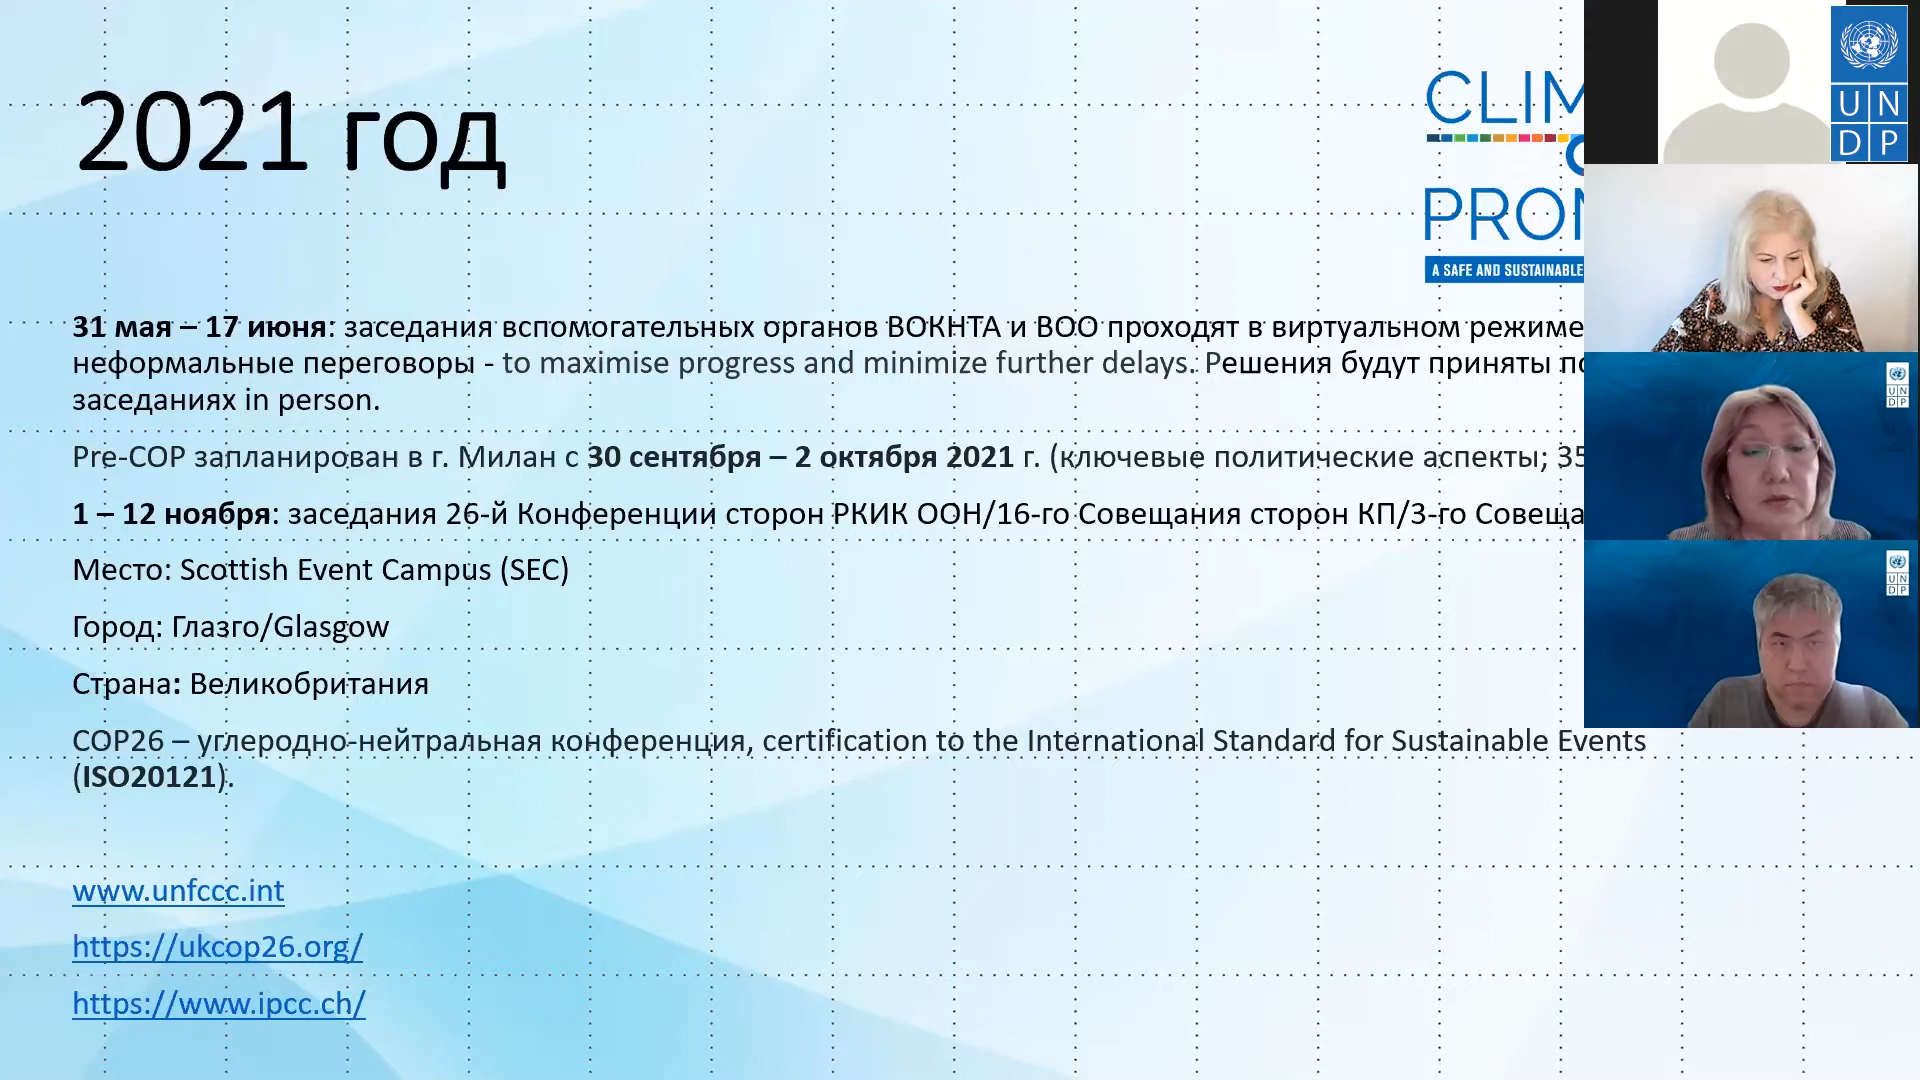 2021 год
CLIM
PRO
A SAFE AND SUSTAINABLE
31 мая – 17 июня: заседания вспомогательных органов ВОКНТА и ВОО проходят в виртуальном режиме
неформальные переговоры - to maximise progress and minimize further delays. Решения будут приняты
заседаниях in person.
Pre-COP запланирован в г. Милан с 30 сентября – 2 октября 2021 г. (ключевые политические аспекты; 35
1 – 12 ноября: заседания 26-й Конференции сторон РКИК ООН/16-го Совещания сторон КП/3-го Совеща
Место: Scottish Event Campus (SEC)
Город: Глазго/Glasgow
Страна: Великобритания
COP26 – углеродно-нейтральная конференция, certification to the International Standard for Sustainable Events
(ISO20121).
www.unfccc.int
https://ukcop26.org/
https://www.ipcc.ch/
U N
D P
U N
D P
U N
D P